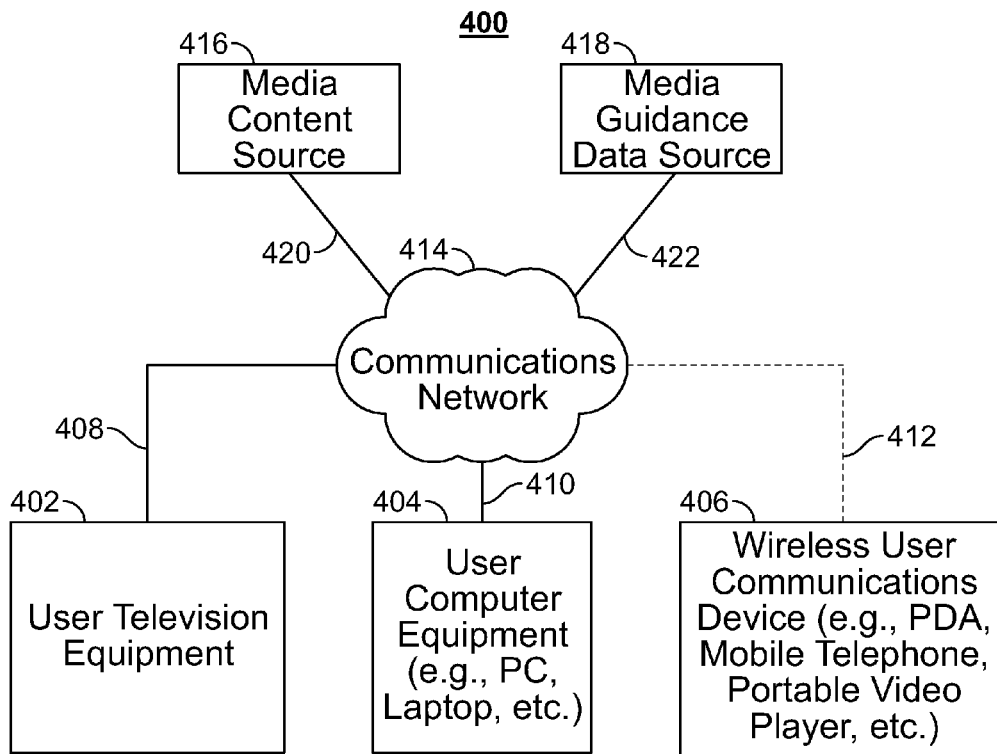 400
416
Media
Content
Source
418
Media
Guidance
Data Source
420
414
422
Communications
Network
408
410
412
402
User Television
Equipment
404
User
Computer
Equipment
(e.g., PC,
Laptop, etc.)
406
Wireless User
Communications
Device (e.g., PDA,
Mobile Telephone,
Portable Video
Player, etc.)